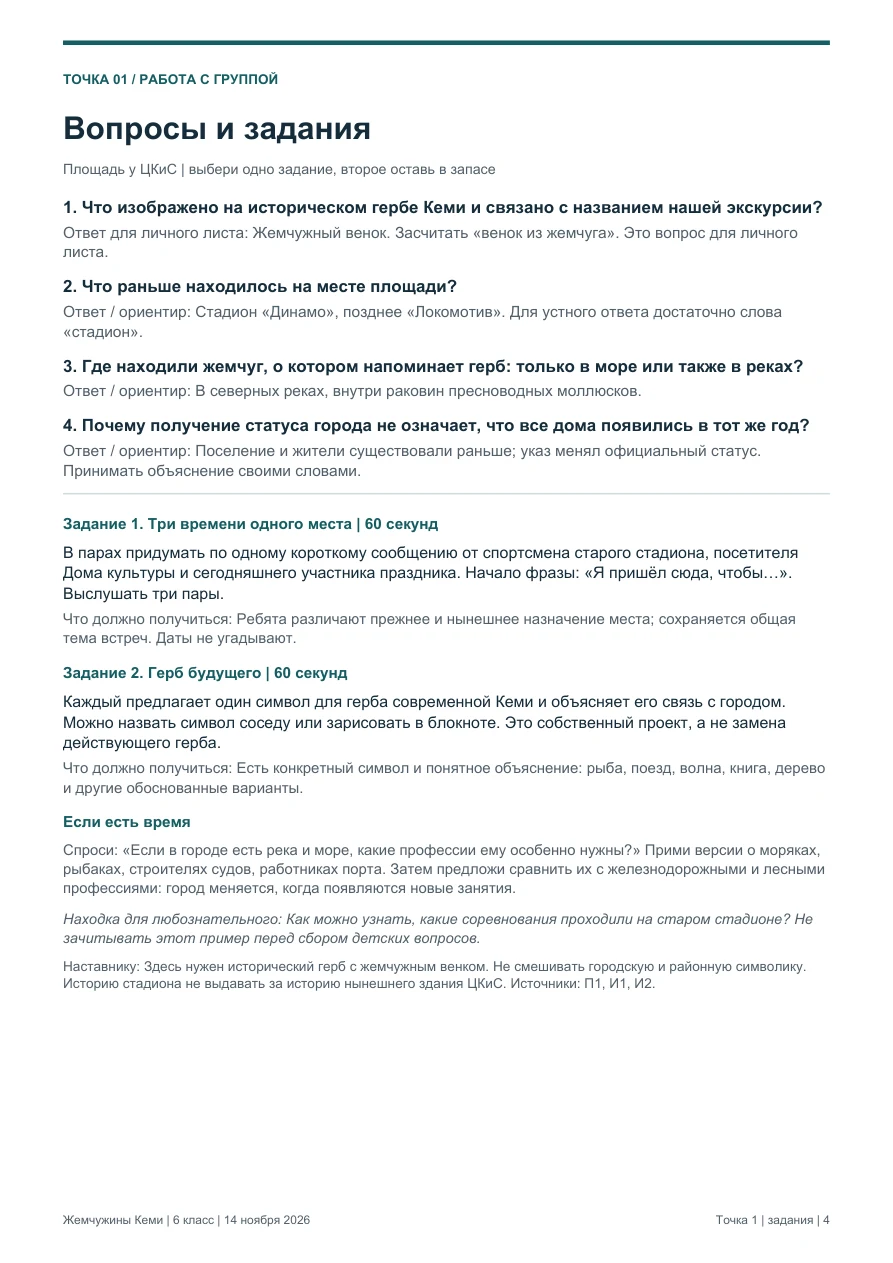 ТОЧКА 01 / РАБОТА С ГРУППОЙ
Вопросы и задания
Площадь у ЦКиС | выбери одно задание, второе оставь в запасе
1. Что изображено на историческом гербе Кеми и связано с названием нашей экскурсии?
Ответ для личного листа: Жемчужный венок. Засчитать «венок из жемчуга». Это вопрос для личного
листа.
2. Что раньше находилось на месте площади?
Ответ / ориентир: Стадион «Динамо», позднее «Локомотив». Для устного ответа достаточно слова
«стадион».
3. Где находили жемчуг, о котором напоминает герб: только в море или также в реках?
Ответ / ориентир: В северных реках, внутри раковин пресноводных моллюсков.
4. Почему получение статуса города не означает, что все дома появились в тот же год?
Ответ / ориентир: Поселение и жители существовали раньше; указ менял официальный статус.
Принимать объяснение своими словами.
Задание 1. Три времени одного места | 60 секунд
В парах придумать по одному короткому сообщению от спортсмена старого стадиона, посетителя
Дома культуры и сегодняшнего участника праздника. Начало фразы: «Я пришёл сюда, чтобы…».
Выслушать три пары.
Что должно получиться: Ребята различают прежнее и нынешнее назначение места; сохраняется общая
тема встреч. Даты не угадывают.
Задание 2. Герб будущего | 60 секунд
Каждый предлагает один символ для герба современной Кеми и объясняет его связь с городом.
Можно назвать символ соседу или зарисовать в блокноте. Это собственный проект, а не замена
действующего герба.
Что должно получиться: Есть конкретный символ и понятное объяснение: рыба, поезд, волна, книга, дерево
и другие обоснованные варианты.
Если есть время
Спроси: «Если в городе есть река и море, какие профессии ему особенно нужны?» Прими версии о моряках,
рыбаках, строителях судов, работниках порта. Затем предложи сравнить их с железнодорожными и лесными
профессиями: город меняется, когда появляются новые занятия.
Находка для любознательного: Как можно узнать, какие соревнования проходили на старом стадионе? Не
зачитывать этот пример перед сбором детских вопросов.
Наставнику: Здесь нужен исторический герб с жемчужным венком. Не смешивать городскую и районную символику.
Историю стадиона не выдавать за историю нынешнего здания ЦКиС. Источники: П1, И1, И2.
Жемчужины Кеми | 6 класс | 14 ноября 2026
Точка 1 | задания | 4